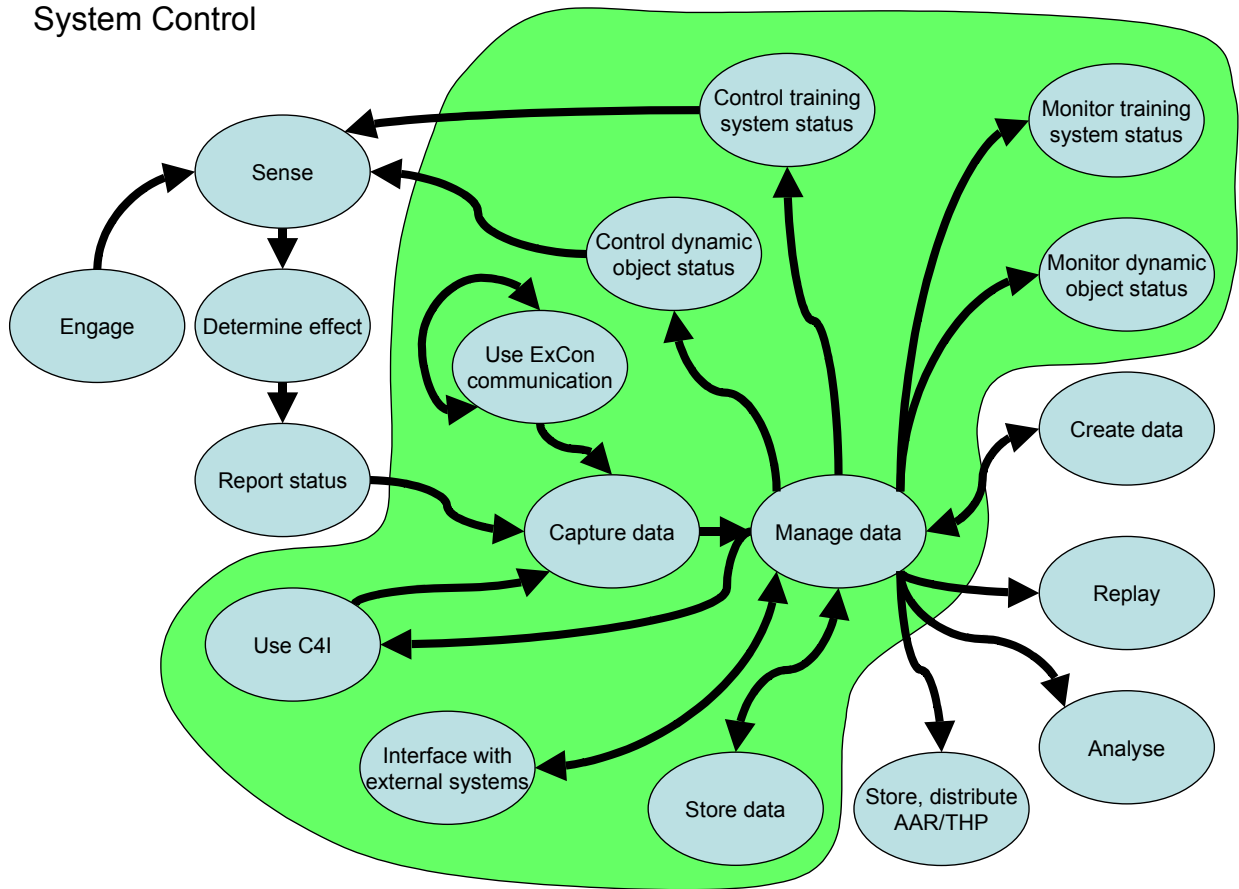 System Control
Control training
system status
Monitor training
system status
Sense
Control dynamic
object status
Monitor dynamic
object status
Engage
Determine effect
Use ExCon
communication
Create data
Report status
Capture data
Manage data
Replay
Use C4I
Interface with
external systems
Analyse
Store data
Store, distribute
AAR/THP